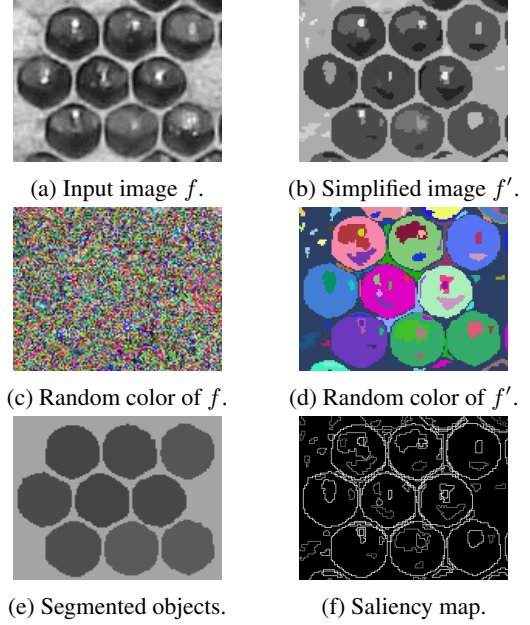 (a) Input image f.
(b) Simplified image f′.
(c) Random color of f.
(d) Random color of f′.
(e) Segmented objects.
(f) Saliency map.